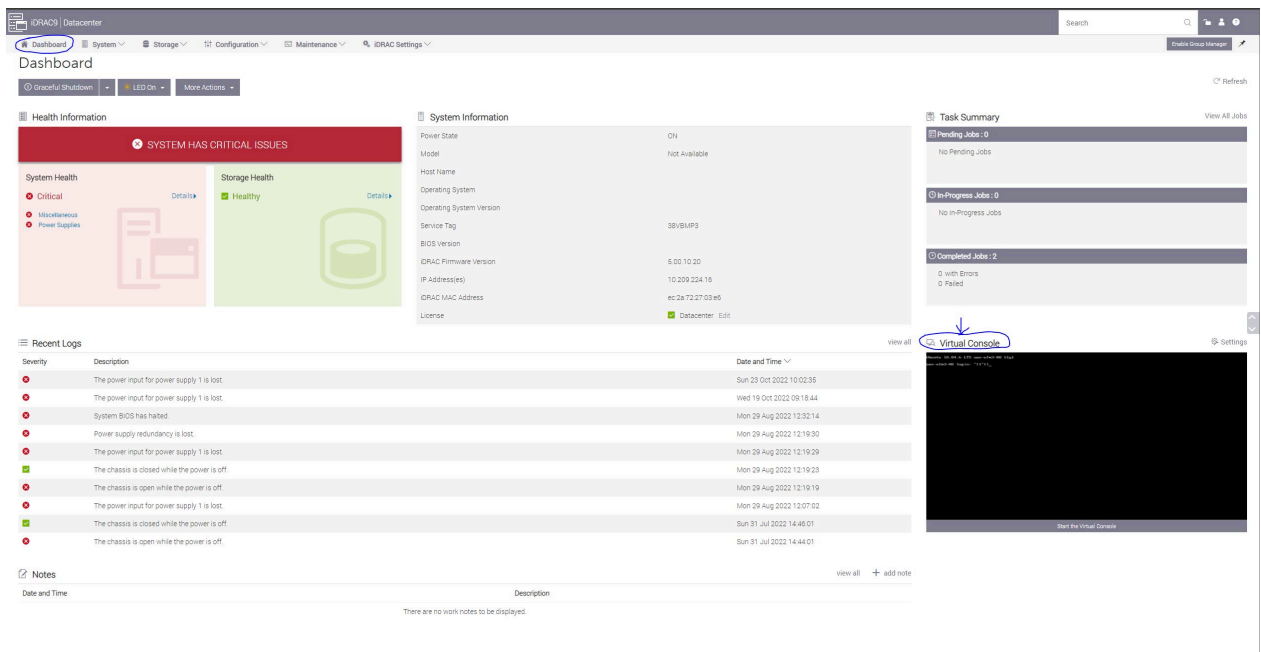 iDRAC9 | Datacenter
Search
Dashboard System Storage Configuration Maintenance iDRAC Settings
Enable Group Manager
Dashboard
Graceful Shutdown LED On More Actions
Refresh
Health Information
SYSTEM HAS CRITICAL ISSUES
System Health
Critical Details
Miscellaneous
Power Supplies
Storage Health
Healthy Details
System Information
Power State ON
Model Not Available
Host Name
Operating System
Operating System Version
Service Tag 38VBMP3
BIOS Version
iDRAC Firmware Version 5.00.10.20
IP Address(es) 10.209.224.16
iDRAC MAC Address ec:2a:72:27:03:e6
License Datacenter Edit
Task Summary View All Jobs
Pending Jobs : 0
No Pending Jobs
In-Progress Jobs : 0
No In-Progress Jobs
Completed Jobs : 2
0 with Errors
0 Failed
Recent Logs view all
Severity Description Date and Time
The power input for power supply 1 is lost. Sun 23 Oct 2022 10:02:35
The power input for power supply 1 is lost. Wed 19 Oct 2022 09:18:44
System BIOS has halted. Mon 29 Aug 2022 12:32:14
Power supply redundancy is lost. Mon 29 Aug 2022 12:19:30
The power input for power supply 1 is lost. Mon 29 Aug 2022 12:19:29
The chassis is closed while the power is off. Mon 29 Aug 2022 12:19:23
The chassis is open while the power is off. Mon 29 Aug 2022 12:19:19
The power input for power supply 1 is lost. Mon 29 Aug 2022 12:07:02
The chassis is closed while the power is off. Sun 31 Jul 2022 14:46:01
The chassis is open while the power is off. Sun 31 Jul 2022 14:44:01
Virtual Console Settings
login:
Start the Virtual Console
Notes view all + add note
Date and Time Description
There are no work notes to be displayed.